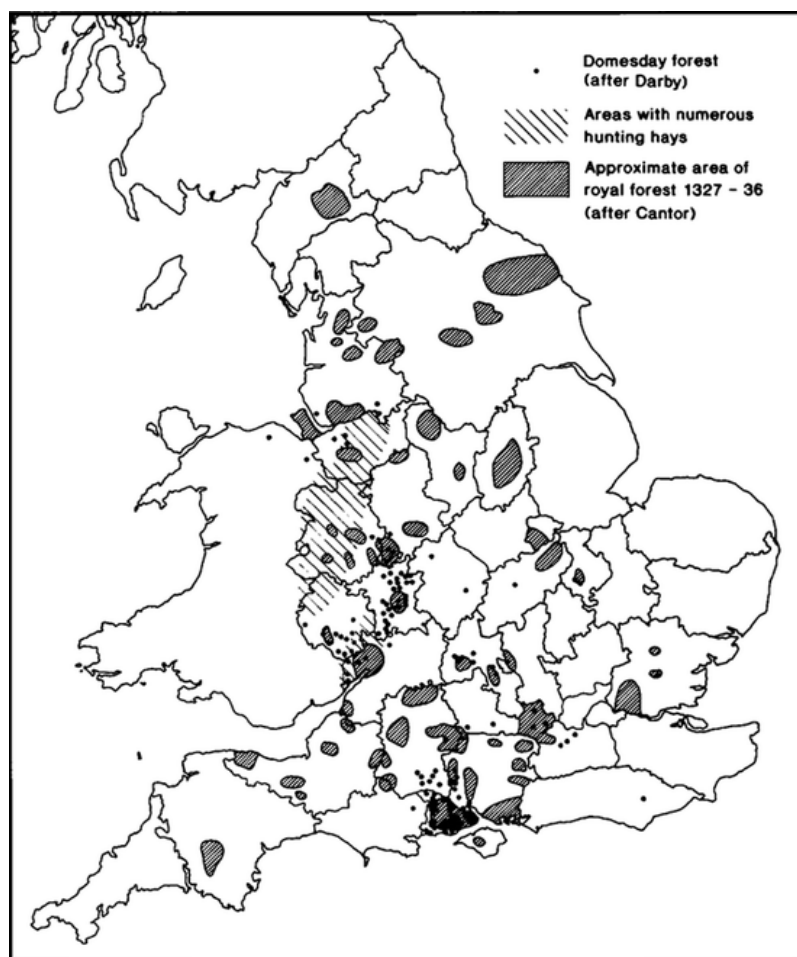 Domesday forest
(after Darby)
Areas with numerous
hunting hays
Approximate area of
royal forest 1327 - 36
(after Cantor)